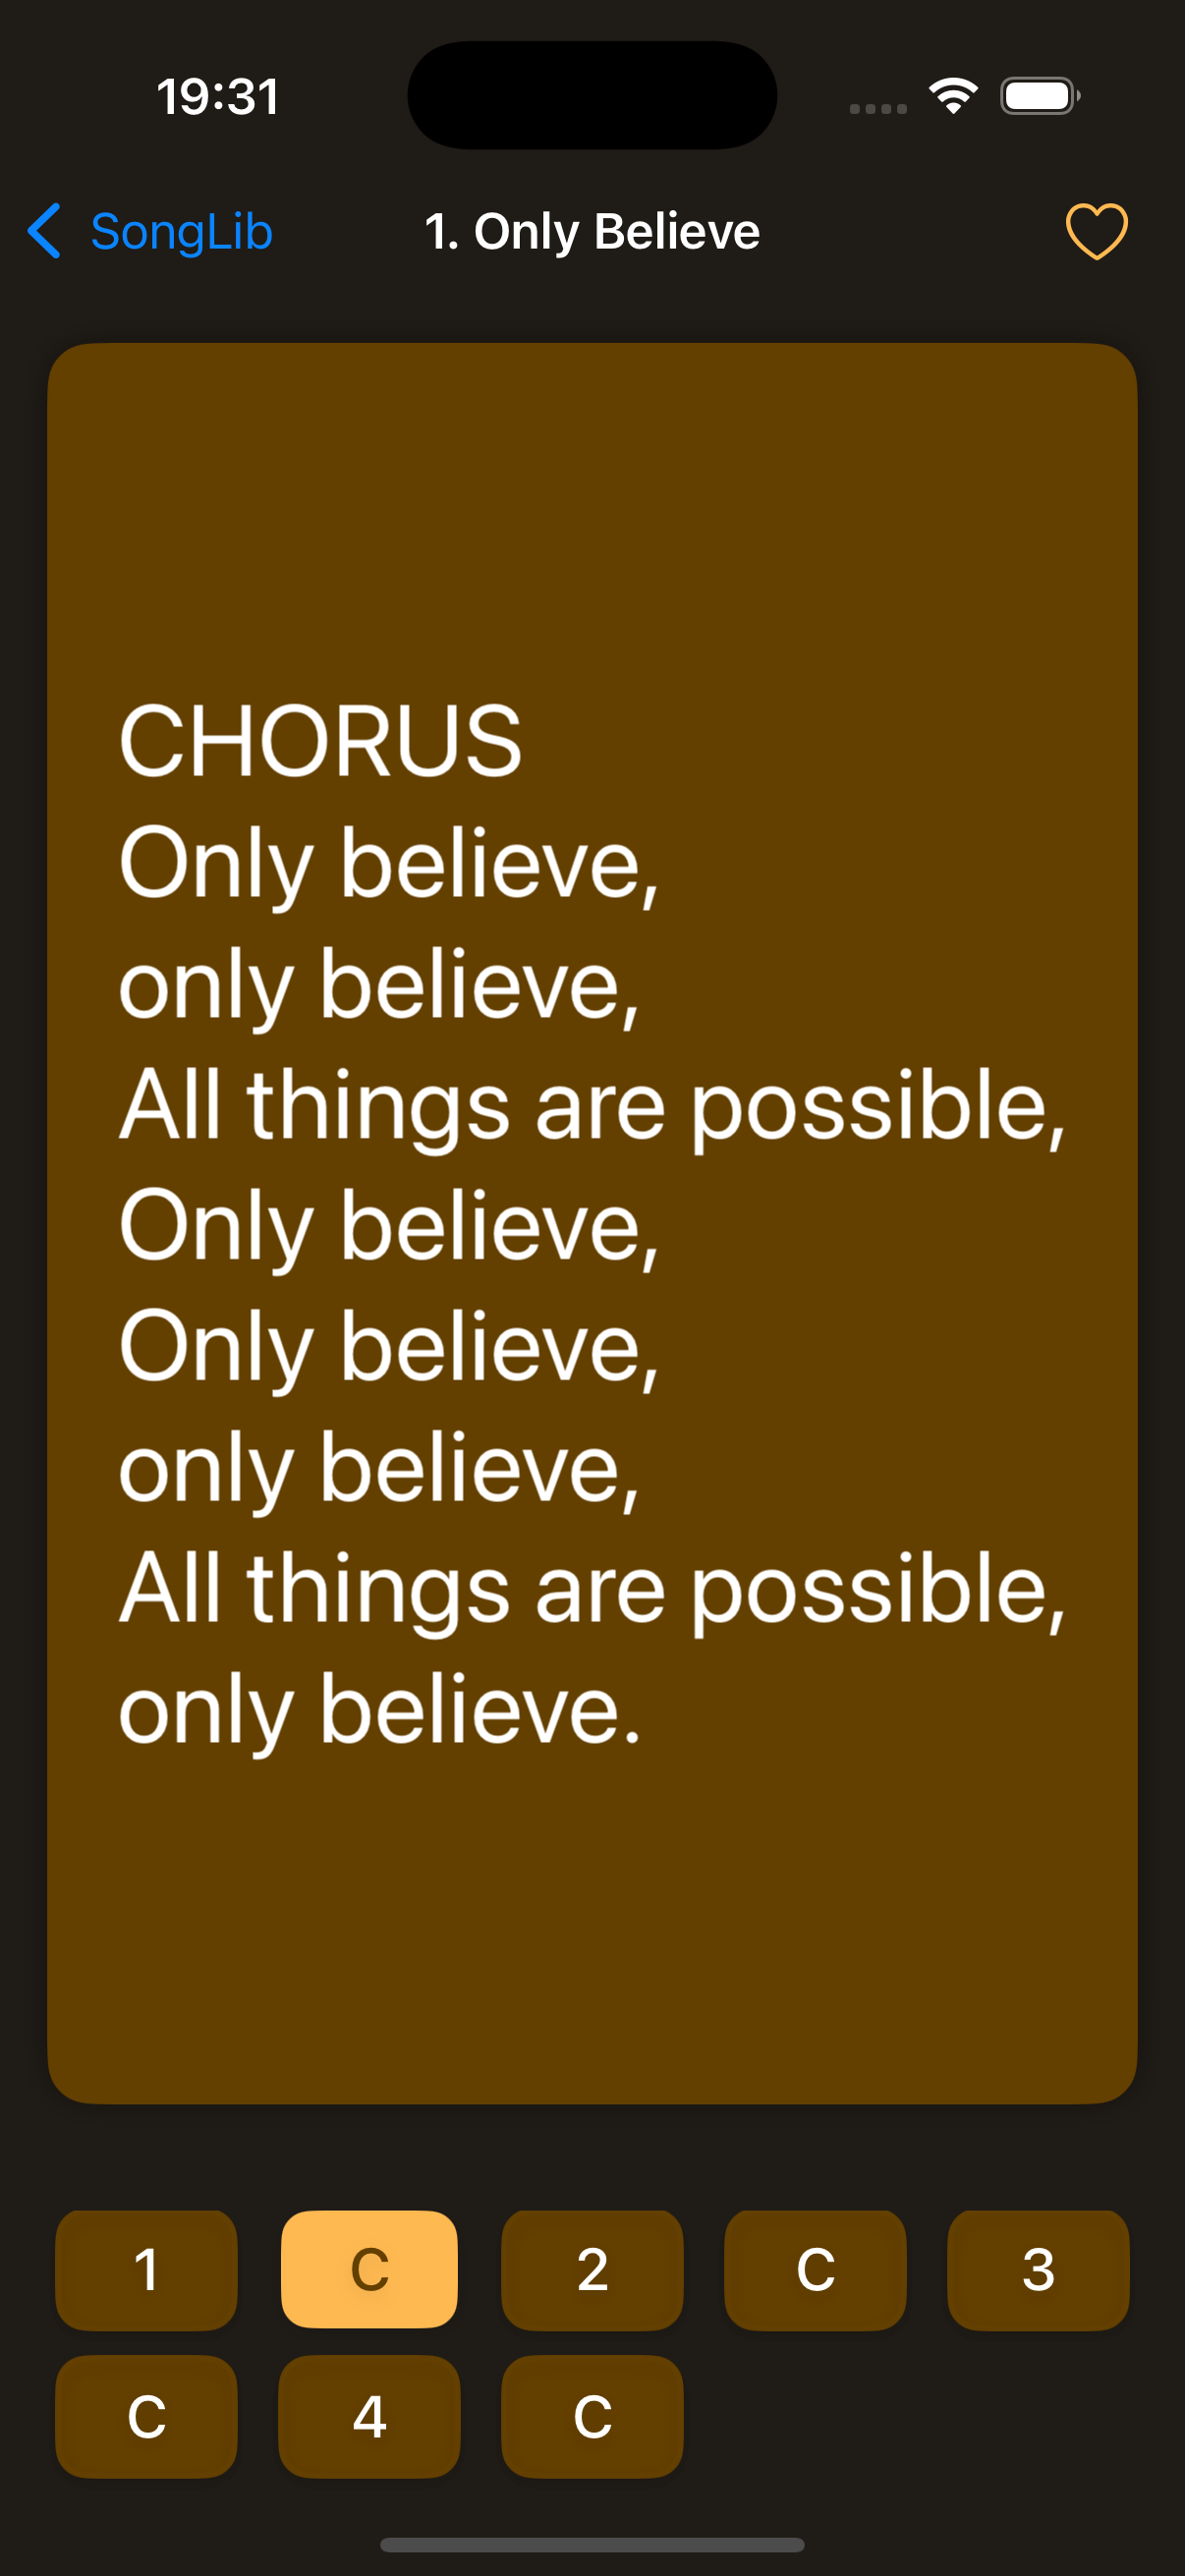 19:31
SongLib
1. Only Believe
CHORUS
Only believe,
only believe,
All things are possible,
Only believe,
Only believe,
only believe,
All things are possible,
only believe.
1 C 2 C 3
C 4 C